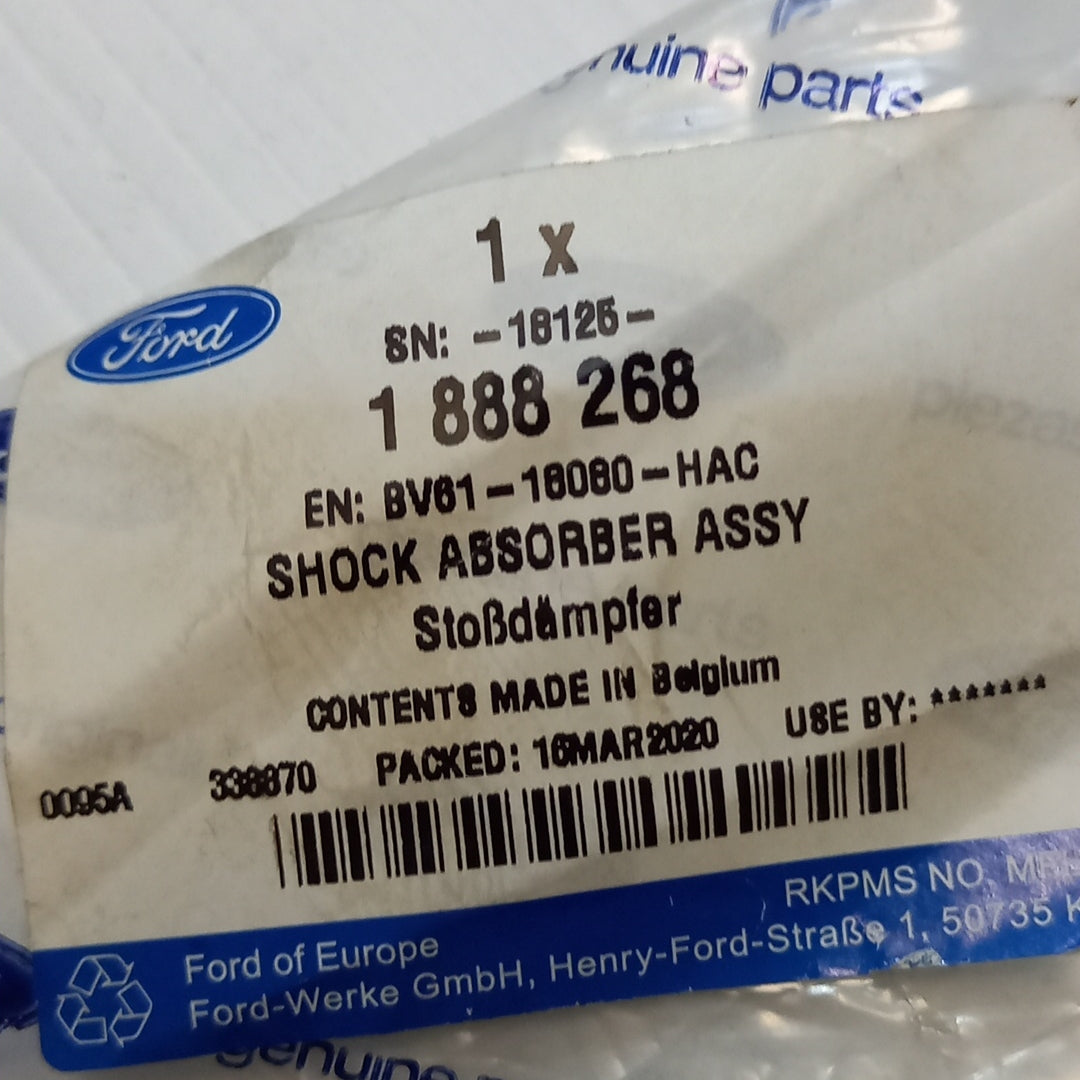 genuine parts
1 x
Ford
SN: -18125-
1 888 268
EN: BV61-18080-HAC
SHOCK ABSORBER ASSY
Stoßdämpfer
CONTENTS MADE IN Belgium
0095A PACKED: 16MAR2020 USE BY: *******
RKPMS NO.
Ford of Europe
Ford-Werke GmbH, Henry-Ford-Straße 1, 50735
genuine